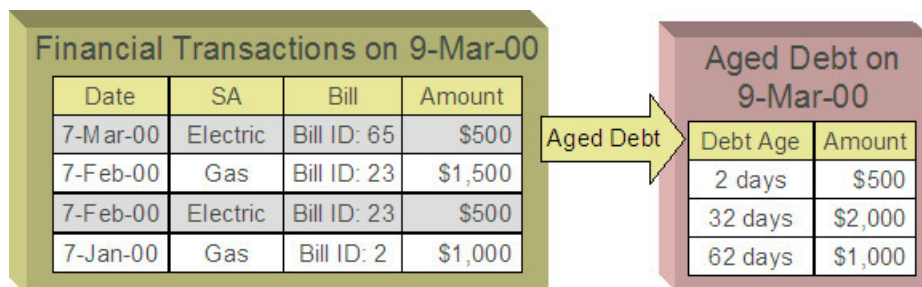 Financial Transactions on 9-Mar-00
Date SA Bill Amount
7-Mar-00 Electric Bill ID: 65 $500
7-Feb-00 Gas Bill ID: 23 $1,500
7-Feb-00 Electric Bill ID: 23 $500
7-Jan-00 Gas Bill ID: 2 $1,000
Aged Debt
Aged Debt on
9-Mar-00
Debt Age Amount
2 days $500
32 days $2,000
62 days $1,000